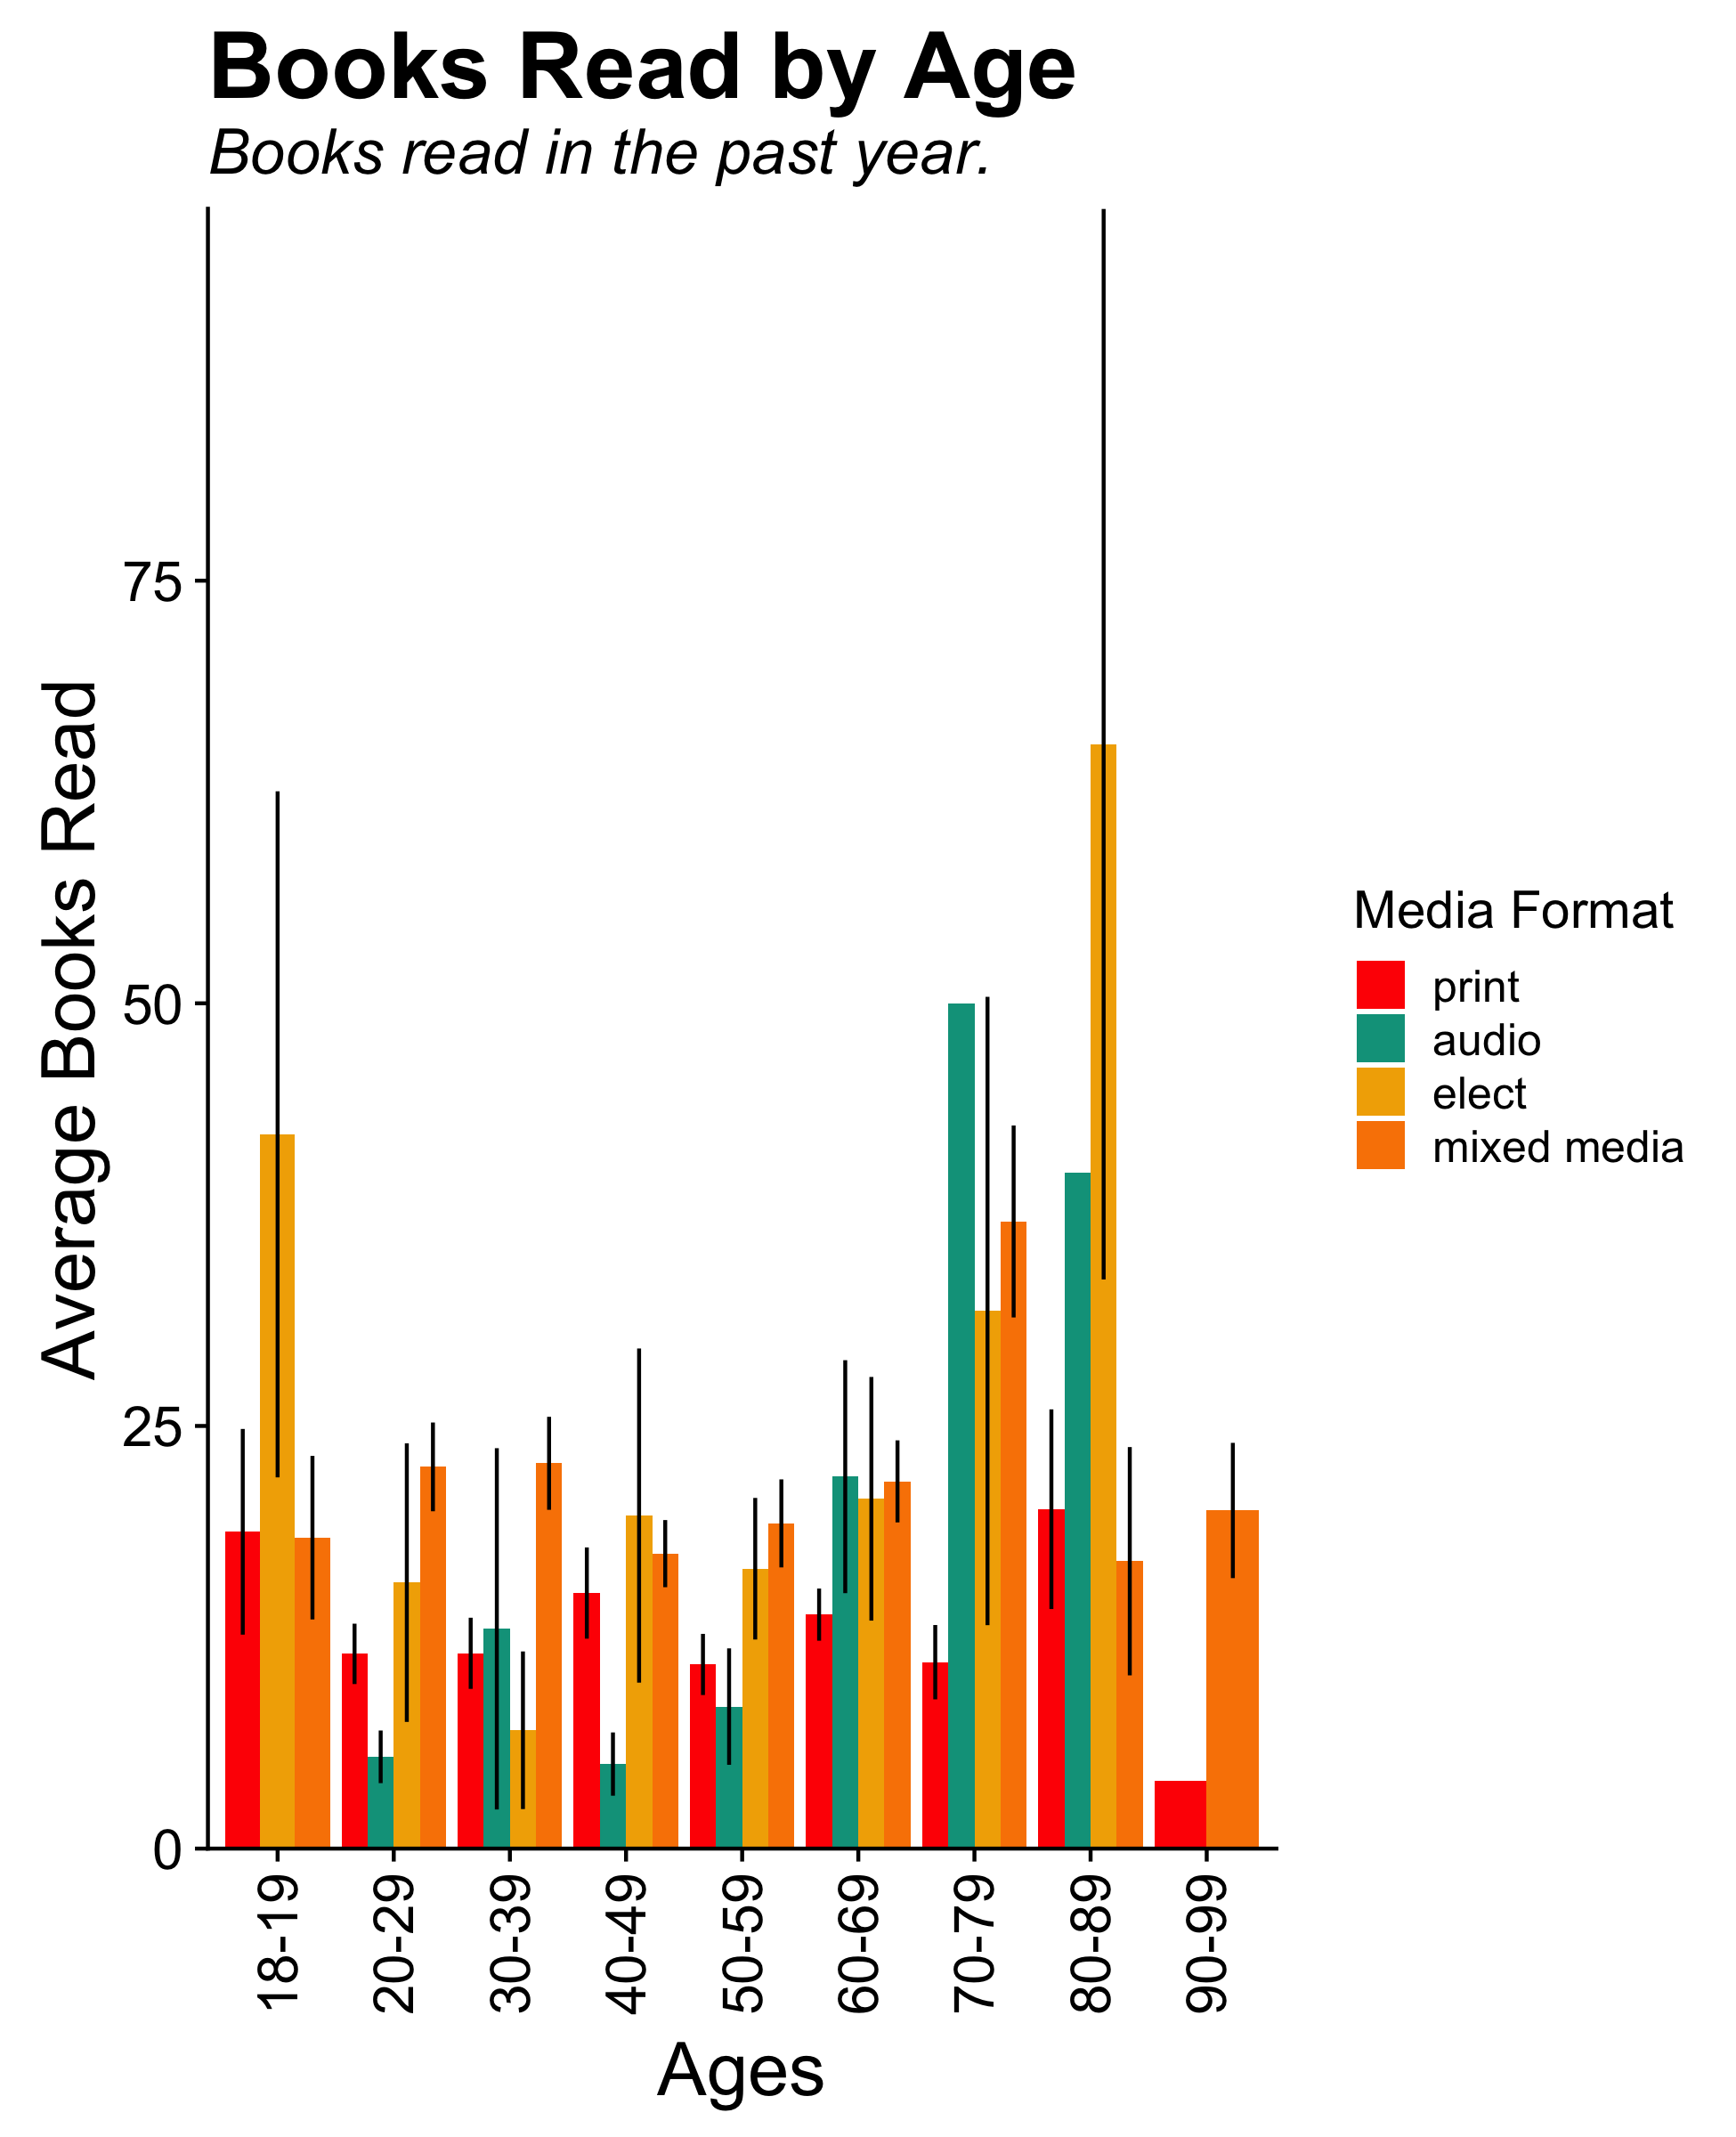 Books Read by Age
Books read in the past year.
Average Books Read
75
50
25
0
18-19
20-29
30-39
40-49
50-59
60-69
70-79
80-89
90-99
Ages
Media Format
print
audio
elect
mixed media